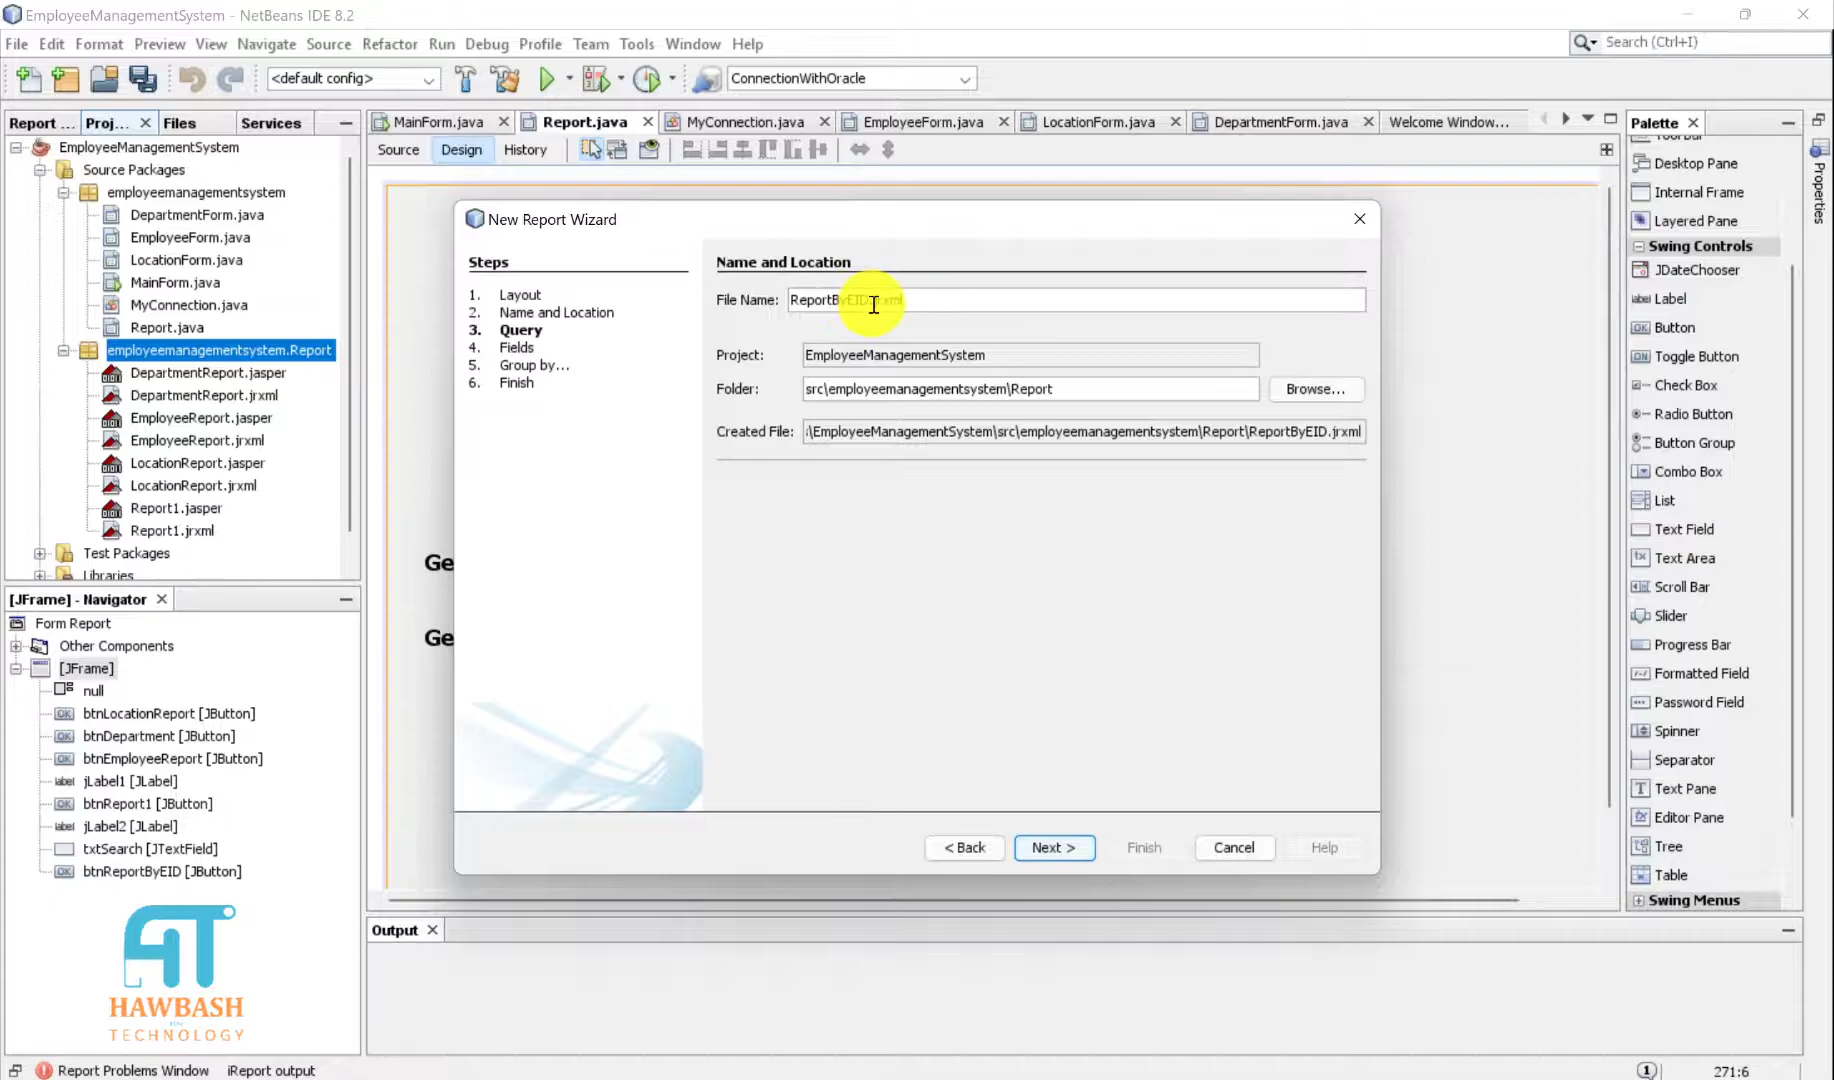 EmployeeManagementSystem - NetBeans IDE 8.2
File Edit Format Preview View Navigate Source Refactor Run Debug Profile Team Tools Window Help
Search (Ctrl+I)
<default config>
ConnectionWithOracle
Report ... Proj... Files Services
MainForm.java Report.java MyConnection.java EmployeeForm.java LocationForm.java DepartmentForm.java Welcome Window...
Source Design History
EmployeeManagementSystem
Source Packages
employeemanagementsystem
DepartmentForm.java
EmployeeForm.java
LocationForm.java
MainForm.java
MyConnection.java
Report.java
employeemanagementsystem.Report
DepartmentReport.jasper
DepartmentReport.jrxml
EmployeeReport.jasper
EmployeeReport.jrxml
LocationReport.jasper
LocationReport.jrxml
Report1.jasper
Report1.jrxml
Test Packages
Libraries
[JFrame] - Navigator
Form Report
Other Components
[JFrame]
null
btnLocationReport [JButton]
btnDepartment [JButton]
btnEmployeeReport [JButton]
label jLabel1 [JLabel]
btnReport1 [JButton]
label jLabel2 [JLabel]
txtSearch [JTextField]
btnReportByEID [JButton]
HAWBASH
TECHNOLOGY
Ge
Ge
New Report Wizard
Steps
1. Layout
2. Name and Location
3. Query
4. Fields
5. Group by...
6. Finish
Name and Location
File Name: ReportByEID.jrxml
Project: EmployeeManagementSystem
Folder: src\employeemanagementsystem\Report Browse...
Created File: \EmployeeManagementSystem\src\employeemanagementsystem\Report\ReportByEID.jrxml
< Back Next > Finish Cancel Help
Palette
Tool Bar
Desktop Pane
Internal Frame
Layered Pane
Swing Controls
JDateChooser
label Label
OK Button
ON Toggle Button
Check Box
Radio Button
Button Group
Combo Box
List
Text Field
Text Area
Scroll Bar
Slider
Progress Bar
Formatted Field
Password Field
Spinner
Separator
Text Pane
Editor Pane
Tree
Table
Swing Menus
Properties
Output
Report Problems Window iReport output
1
271:6